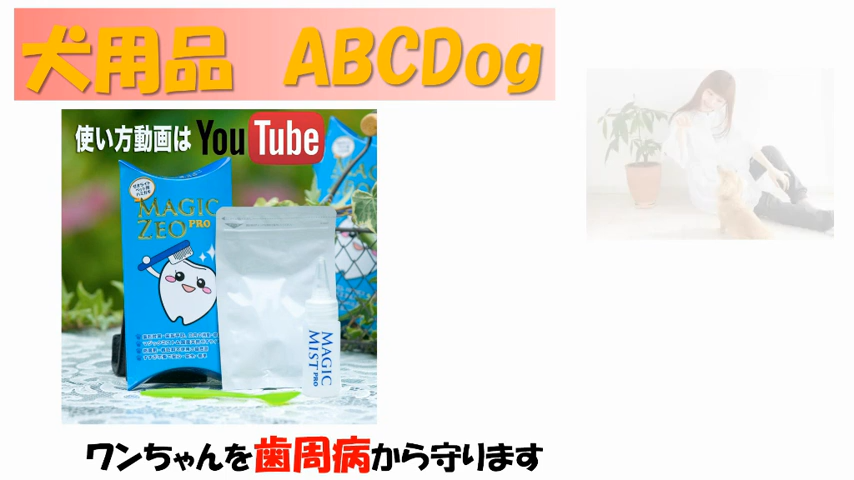 犬用品　ABCDog
使い方動画は YouTube
MAGIC
ZEO PRO
MAGIC
MIST PRO
ワンちゃんを歯周病から守ります